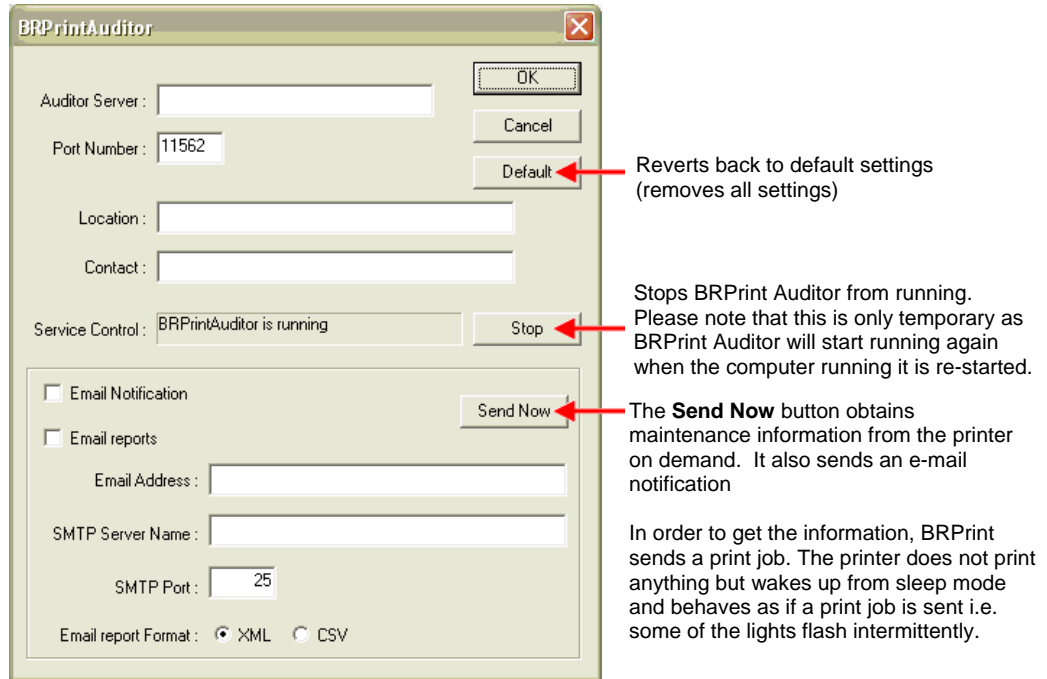 BRPrintAuditor
OK
Auditor Server :
Cancel
Port Number : 11562
Default
Reverts back to default settings
(removes all settings)
Location :
Contact :
Service Control : BRPrintAuditor is running
Stop
Stops BRPrint Auditor from running.
Please note that this is only temporary as
BRPrint Auditor will start running again
when the computer running it is re-started.
Email Notification
Send Now
The Send Now button obtains
maintenance information from the printer
on demand. It also sends an e-mail
notification
Email reports
Email Address :
SMTP Server Name :
SMTP Port : 25
Email report Format : XML CSV
In order to get the information, BRPrint
sends a print job. The printer does not print
anything but wakes up from sleep mode
and behaves as if a print job is sent i.e.
some of the lights flash intermittently.